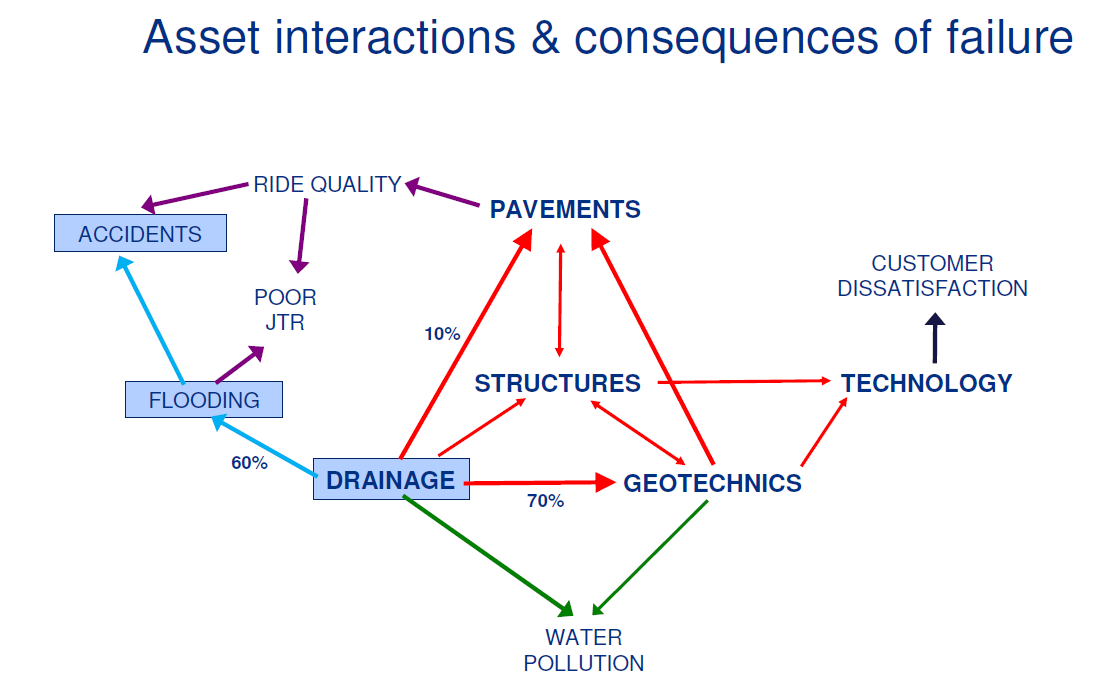 Asset interactions & consequences of failure
RIDE QUALITY
PAVEMENTS
ACCIDENTS
CUSTOMER
DISSATISFACTION
POOR
JTR
10%
STRUCTURES
TECHNOLOGY
FLOODING
60%
DRAINAGE
GEOTECHNICS
70%
WATER
POLLUTION